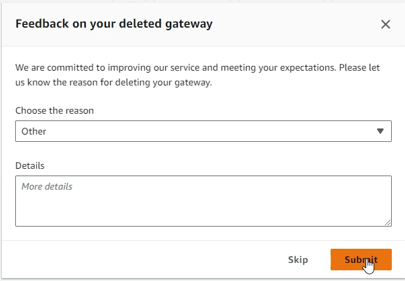 Feedback on your deleted gateway
We are committed to improving our service and meeting your expectations. Please let
us know the reason for deleting your gateway.
Choose the reason
Other
Details
More details
Skip
Submit